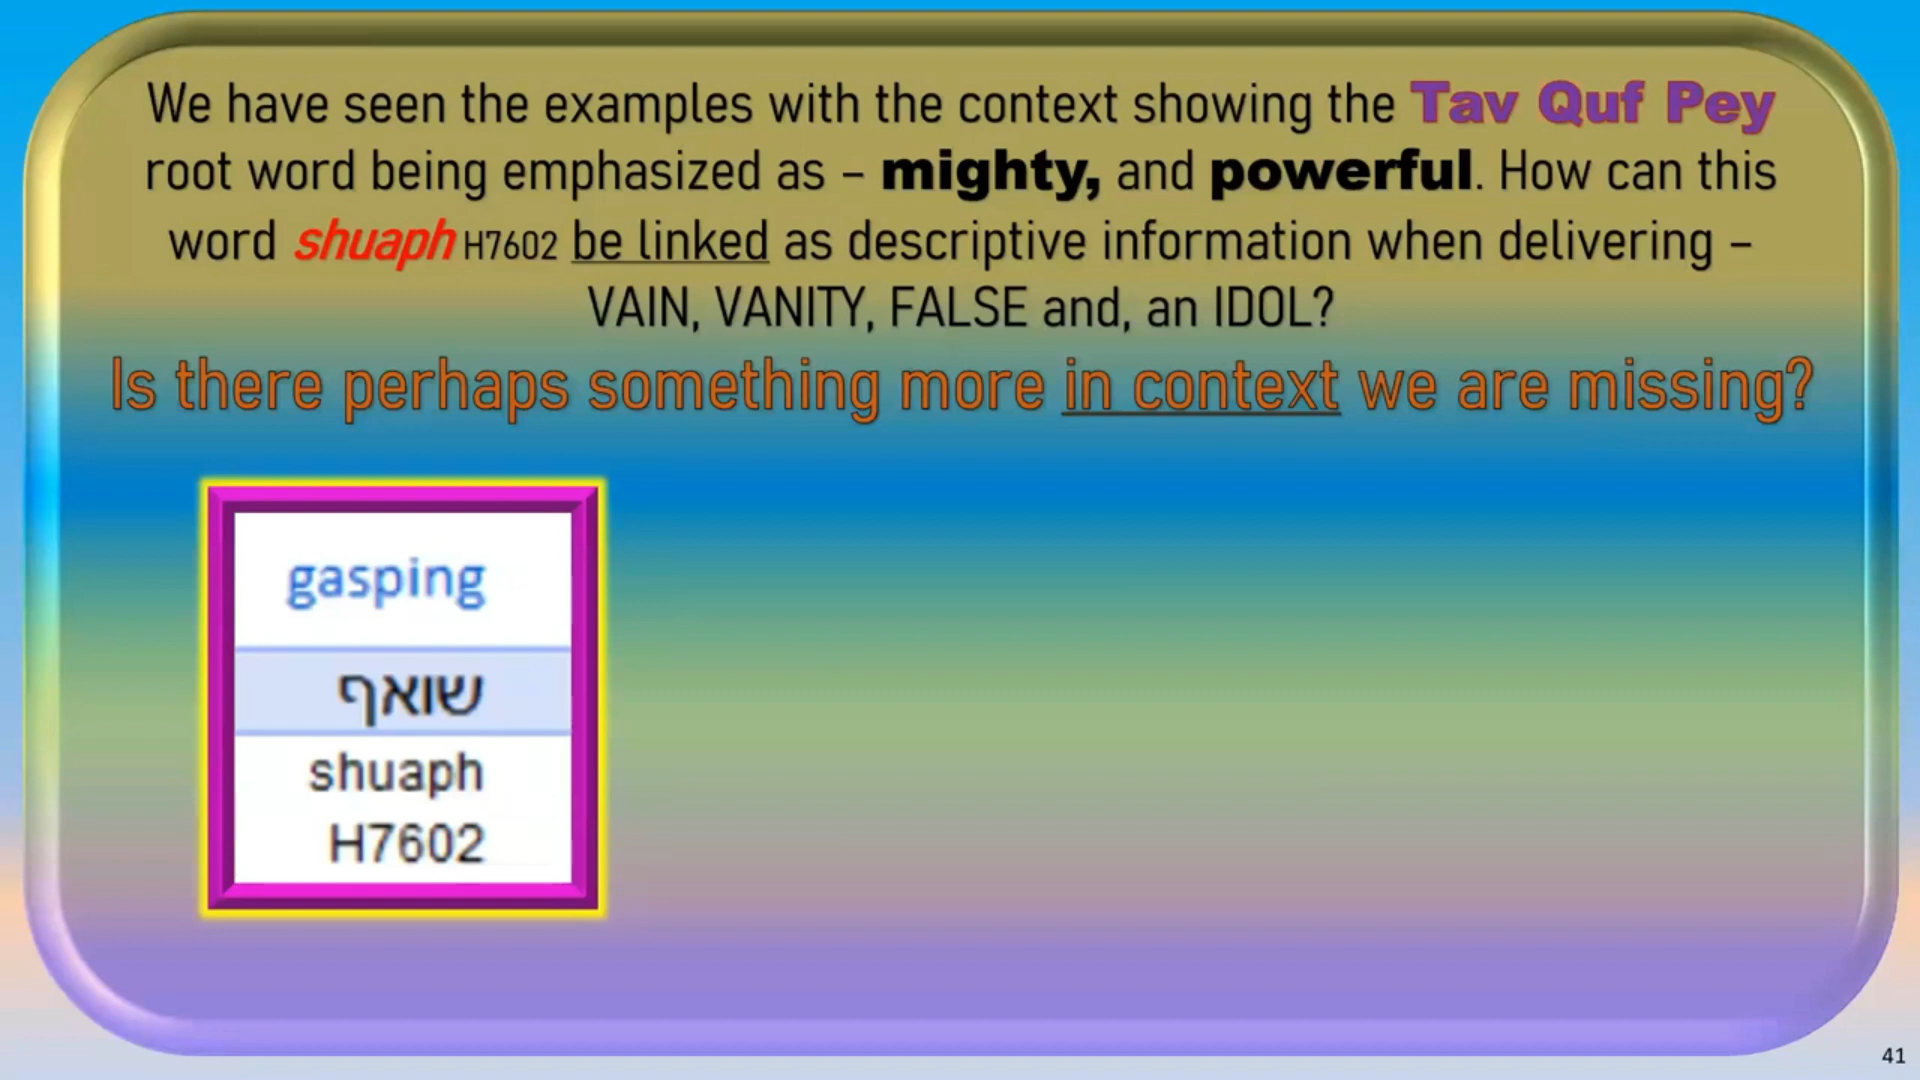 We have seen the examples with the context showing the Tav Quf Pey
root word being emphasized as – mighty, and powerful. How can this
word shuaph H7602 be linked as descriptive information when delivering –
VAIN, VANITY, FALSE and, an IDOL?
Is there perhaps something more in context we are missing?
gasping
שואף
shuaph
H7602
41